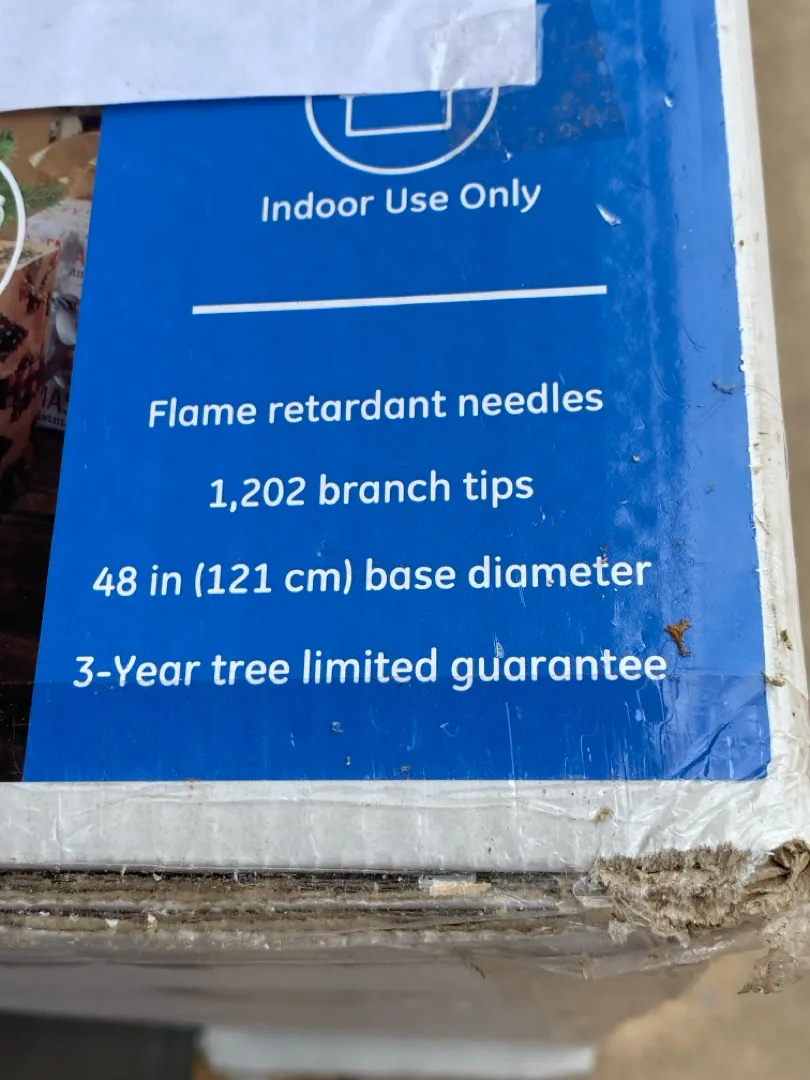 Indoor Use Only
Flame retardant needles
1,202 branch tips
48 in (121 cm) base diameter
3-Year tree limited guarantee